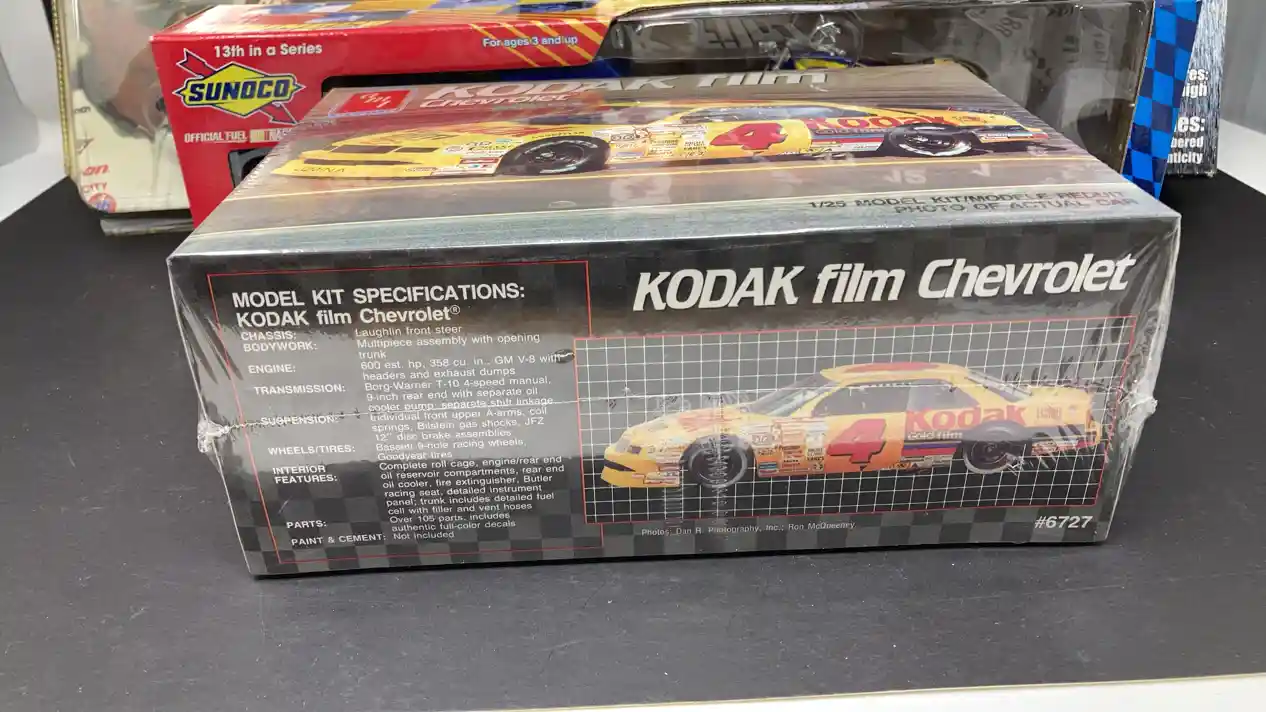 13th in a Series
For ages 3 and up
SUNOCO
OFFICIAL FUEL
amt
KODAK film
Chevrolet
4
Kodak
1/25 MODEL KIT/MODELE REDUIT
PHOTO OF ACTUAL CAR
MODEL KIT SPECIFICATIONS:
KODAK film Chevrolet®
CHASSIS: Laughlin front steer
BODYWORK: Multipiece assembly with opening
trunk
ENGINE: 600 est. hp, 358 cu. in., GM V-8 with
headers and exhaust dumps
TRANSMISSION: Borg-Warner T-10 4-speed manual,
9-inch rear end with separate oil
cooler pump, separate shift linkage
SUSPENSION: Individual front upper A-arms, coil
springs, Bilstein gas shocks, JFZ
12" disc brake assemblies
WHEELS/TIRES: Bassett 9-hole racing wheels,
Goodyear tires
INTERIOR
FEATURES: Complete roll cage, engine/rear end
oil reservoir compartments, rear end
oil cooler, fire extinguisher, Butler
racing seat, detailed instrument
panel; trunk includes detailed fuel
cell with filler and vent hoses
PARTS: Over 105 parts, includes
authentic full-color decals
PAINT & CEMENT: Not included
KODAK film Chevrolet
4
Kodak
Gold film
Photos: Dan R. Photography, Inc.; Ron McQueeney
#6727